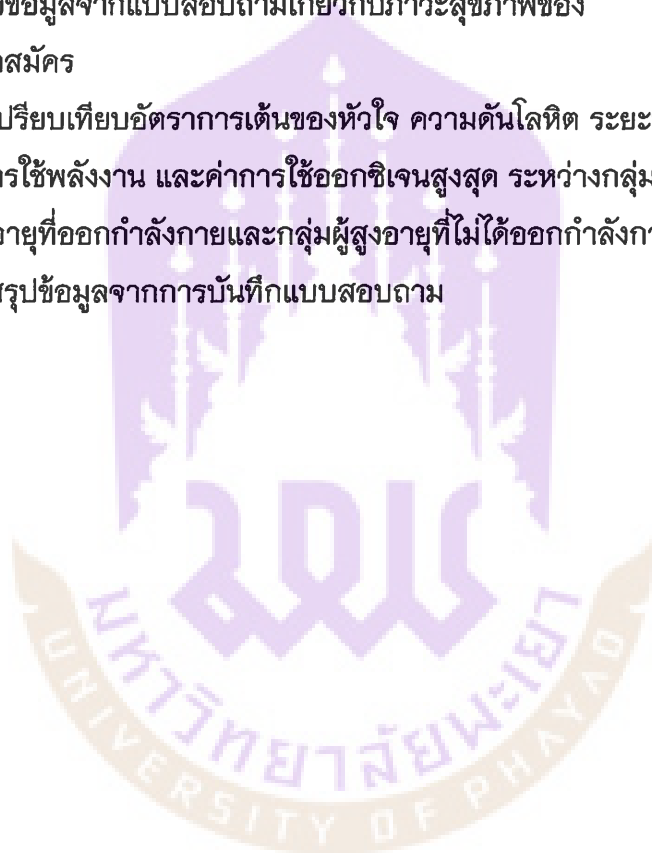 ข้อมูลจากแบบสอบถามเกี่ยวกับภาวะสุขภาพของ
สมัคร
เปรียบเทียบอัตราการเต้นของหัวใจ ความดันโลหิต ระยะ
การใช้พลังงาน และค่าการใช้ออกซิเจนสูงสุด ระหว่างกลุ่ม
อายุที่ออกกำลังกายและกลุ่มผู้สูงอายุที่ไม่ได้ออกกำลังกา
สรุปข้อมูลจากการบันทึกแบบสอบถาม
มหาวิทยาลัยพะเยา
UNIVERSITY OF PHAYAO